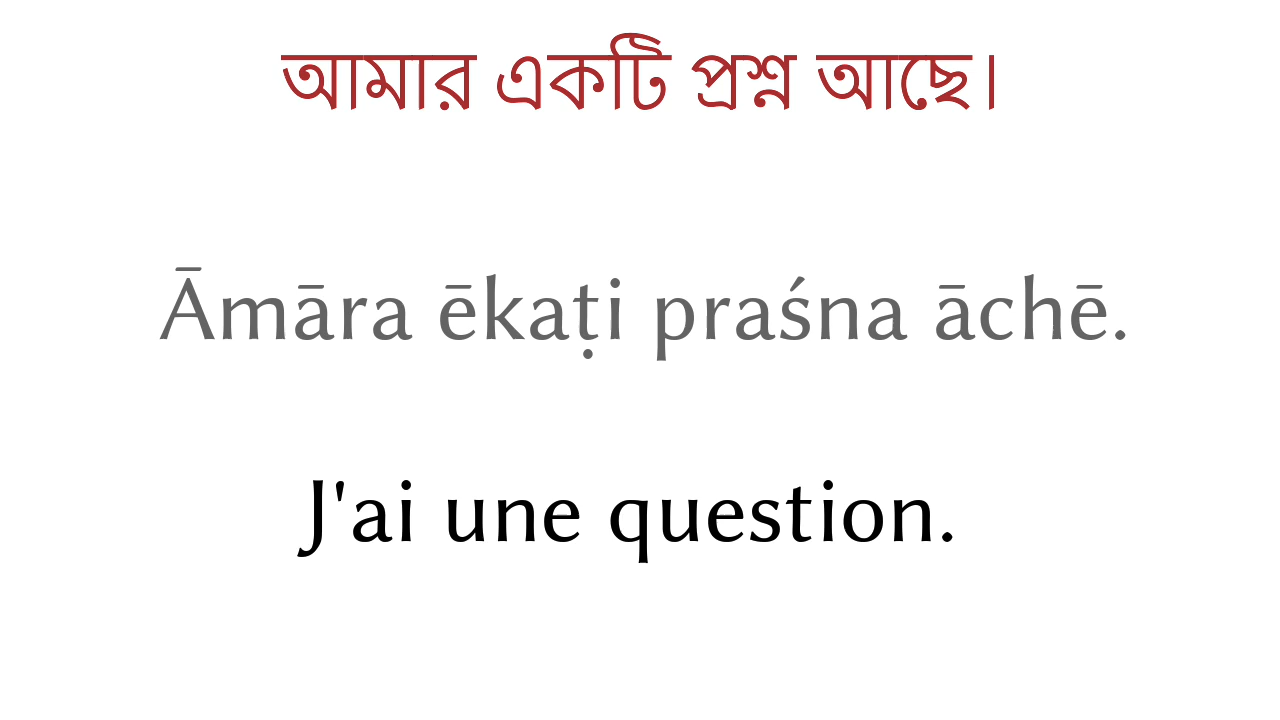 আমার একটি প্রশ্ন আছে।
Āmāra ēkaṭi praśna āchē.
J'ai une question.